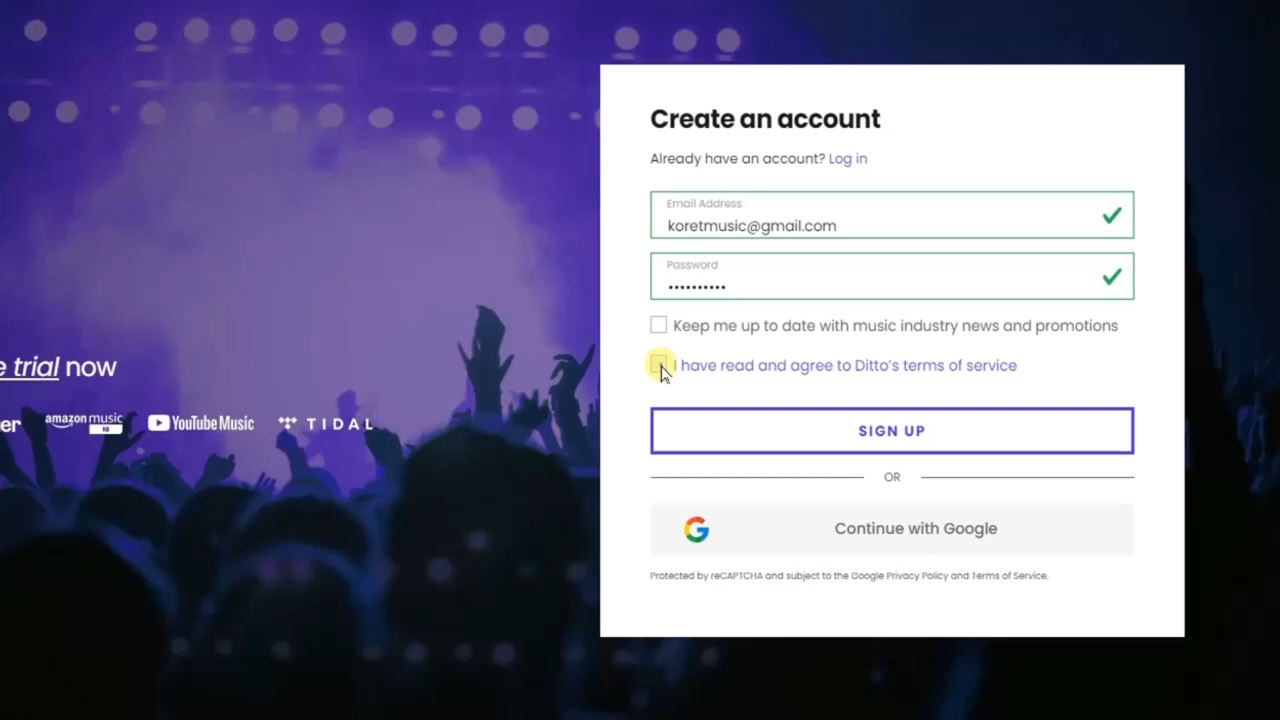 Create an account
Already have an account? Log in
Email Address
koretmusic@gmail.com
Password
••••••••••
Keep me up to date with music industry news and promotions
I have read and agree to Ditto's terms of service
SIGN UP
OR
Continue with Google
Protected by reCAPTCHA and subject to the Google Privacy Policy and Terms of Service.
trial now
amazon music
HD
YouTube Music
TIDAL